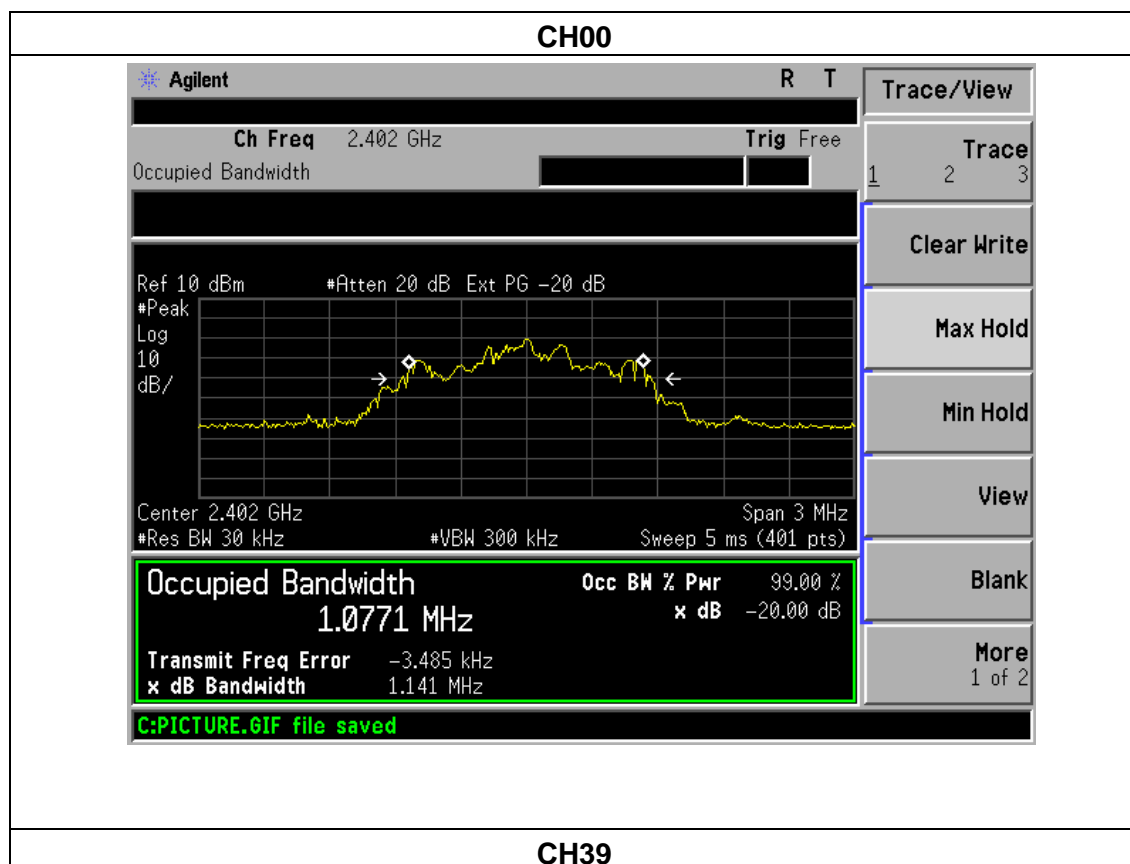 CH00
Agilent R T
Ch Freq 2.402 GHz Trig Free
Occupied Bandwidth
Ref 10 dBm #Atten 20 dB Ext PG −20 dB
#Peak
Log
10
dB/
Center 2.402 GHz Span 3 MHz
#Res BW 30 kHz #VBW 300 kHz Sweep 5 ms (401 pts)
Occupied Bandwidth Occ BW % Pwr 99.00 %
1.0771 MHz x dB −20.00 dB
Transmit Freq Error −3.485 kHz
x dB Bandwidth 1.141 MHz
C:PICTURE.GIF file saved
Trace/View
Trace
1 2 3
Clear Write
Max Hold
Min Hold
View
Blank
More
1 of 2
CH39